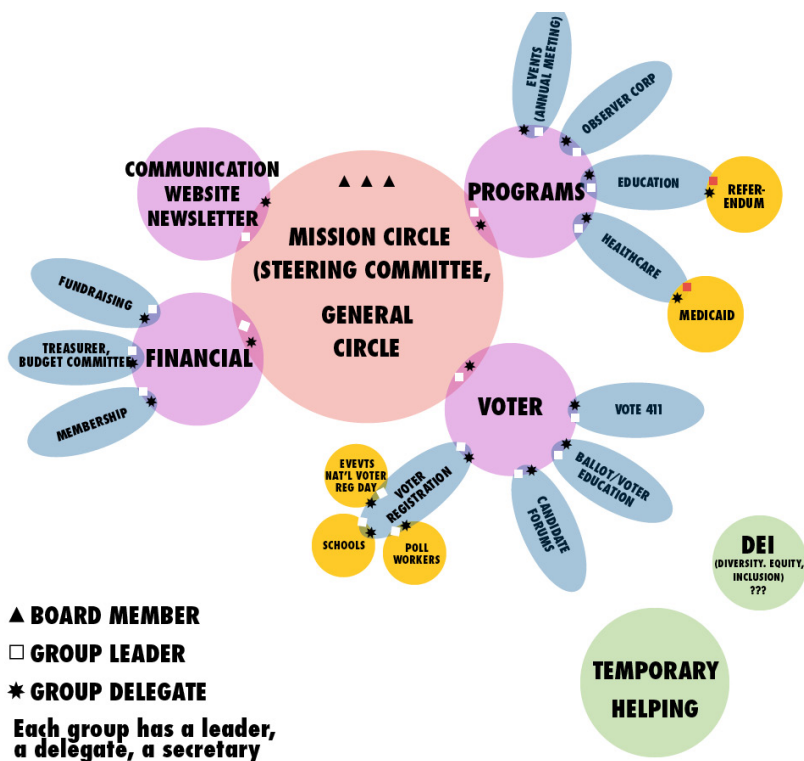 COMMUNICATION
WEBSITE
NEWSLETTER
MISSION CIRCLE
(STEERING COMMITTEE,
GENERAL
CIRCLE
PROGRAMS
EVENTS
(ANNUAL MEETING)
OBSERVER CORP
EDUCATION
REFER-
ENDUM
HEALTHCARE
MEDICAID
FUNDRAISING
TREASURER,
BUDGET COMMITTEE
MEMBERSHIP
FINANCIAL
VOTER
VOTE 411
BALLOT/VOTER
EDUCATION
CANDIDATE
FORUMS
VOTER
REGISTRATION
EVEVTS
NAT'L VOTER
REG DAY
SCHOOLS
POLL
WORKERS
DEI
(DIVERSITY. EQUITY,
INCLUSION)
???
TEMPORARY
HELPING
BOARD MEMBER
GROUP LEADER
GROUP DELEGATE
Each group has a leader,
a delegate, a secretary